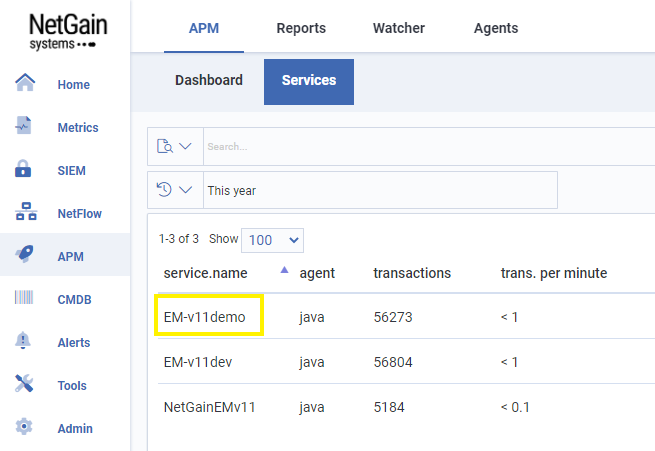 NetGain
systems
Home
Metrics
SIEM
NetFlow
APM
CMDB
Alerts
Tools
Admin
APM Reports Watcher Agents
Dashboard Services
Search...
This year
1-3 of 3 Show 100
service.name agent transactions trans. per minute
EM-v11demo java 56273 < 1
EM-v11dev java 56804 < 1
NetGainEMv11 java 5184 < 0.1